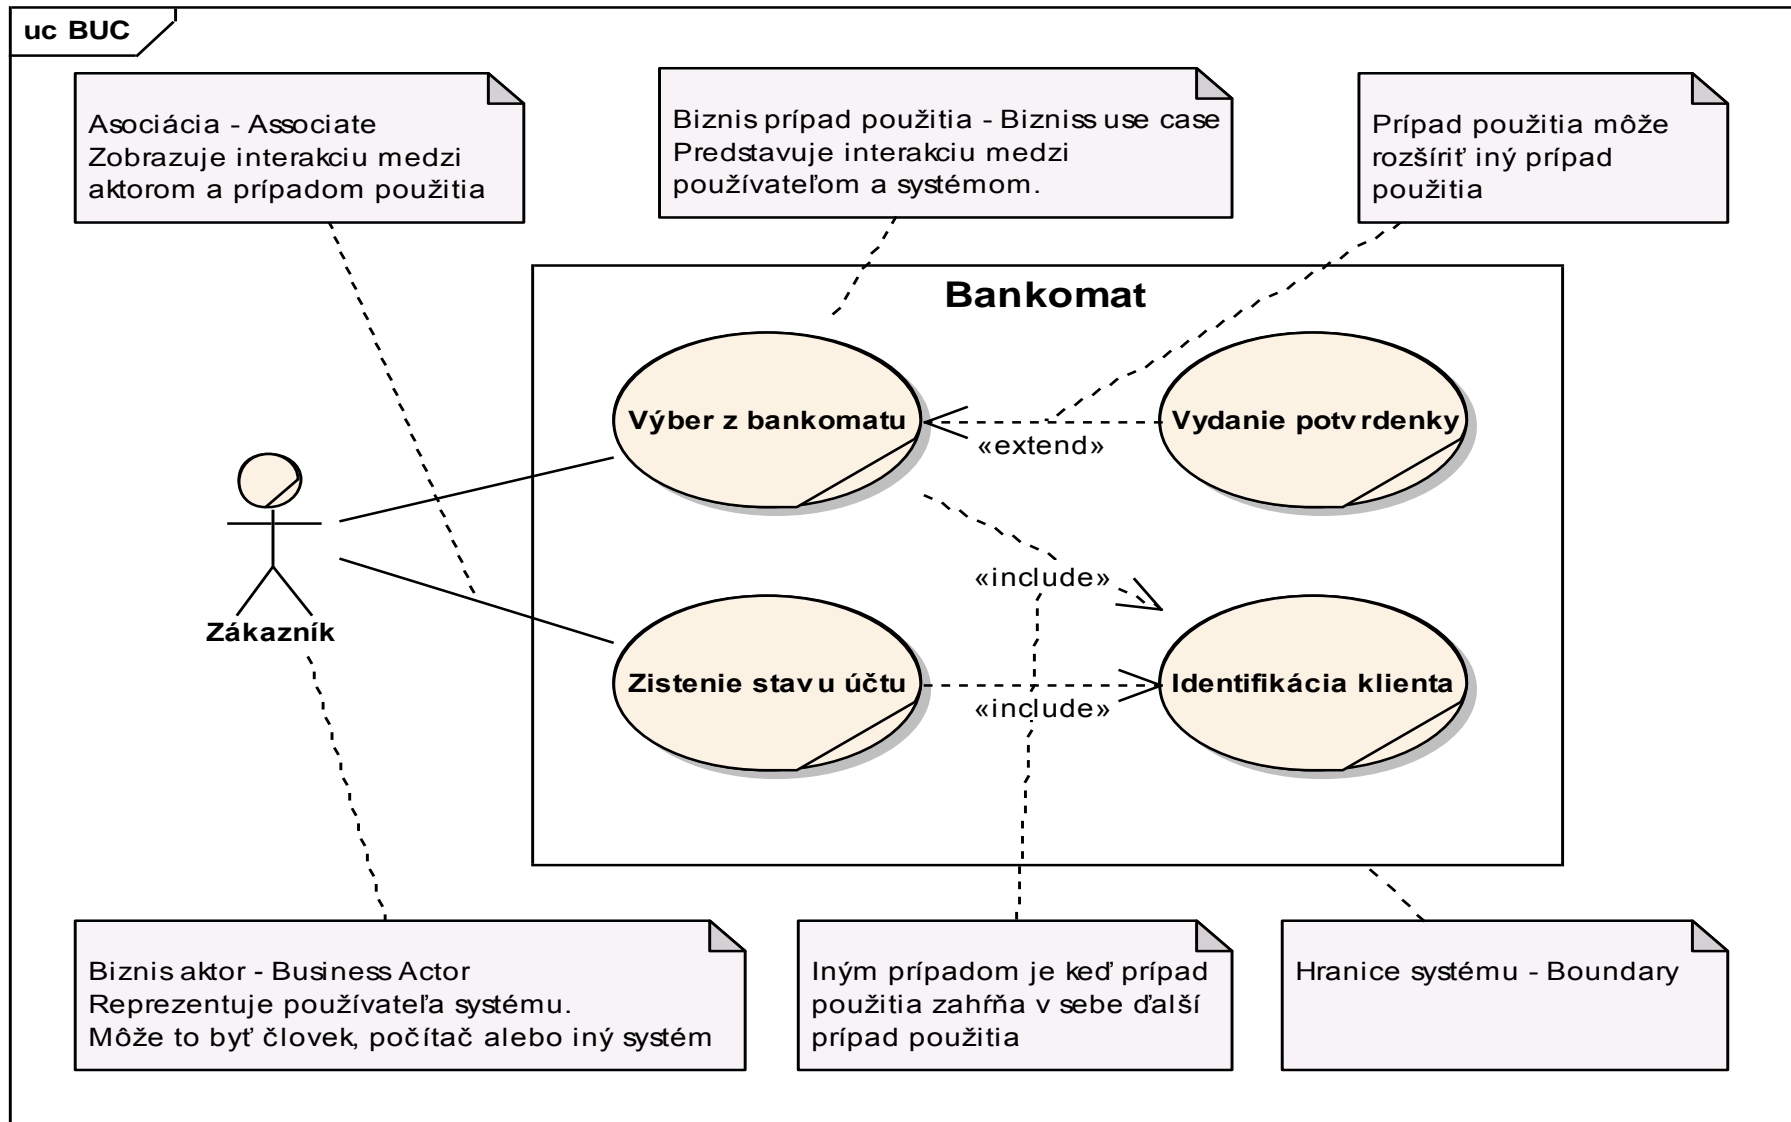 uc BUC
Asociácia - Associate
Zobrazuje interakciu medzi
aktorom a prípadom použitia
Biznis prípad použitia - Bizniss use case
Predstavuje interakciu medzi
používateľom a systémom.
Prípad použitia môže
rozšíriť iný prípad
použitia
Bankomat
Výber z bankomatu
«extend»
Vydanie potvrdenky
Zákazník
«include»
Zistenie stavu účtu
«include»
Identifikácia klienta
Biznis aktor - Business Actor
Reprezentuje používateľa systému.
Môže to byť človek, počítač alebo iný systém
Iným prípadom je keď prípad
použitia zahŕňa v sebe ďalší
prípad použitia
Hranice systému - Boundary